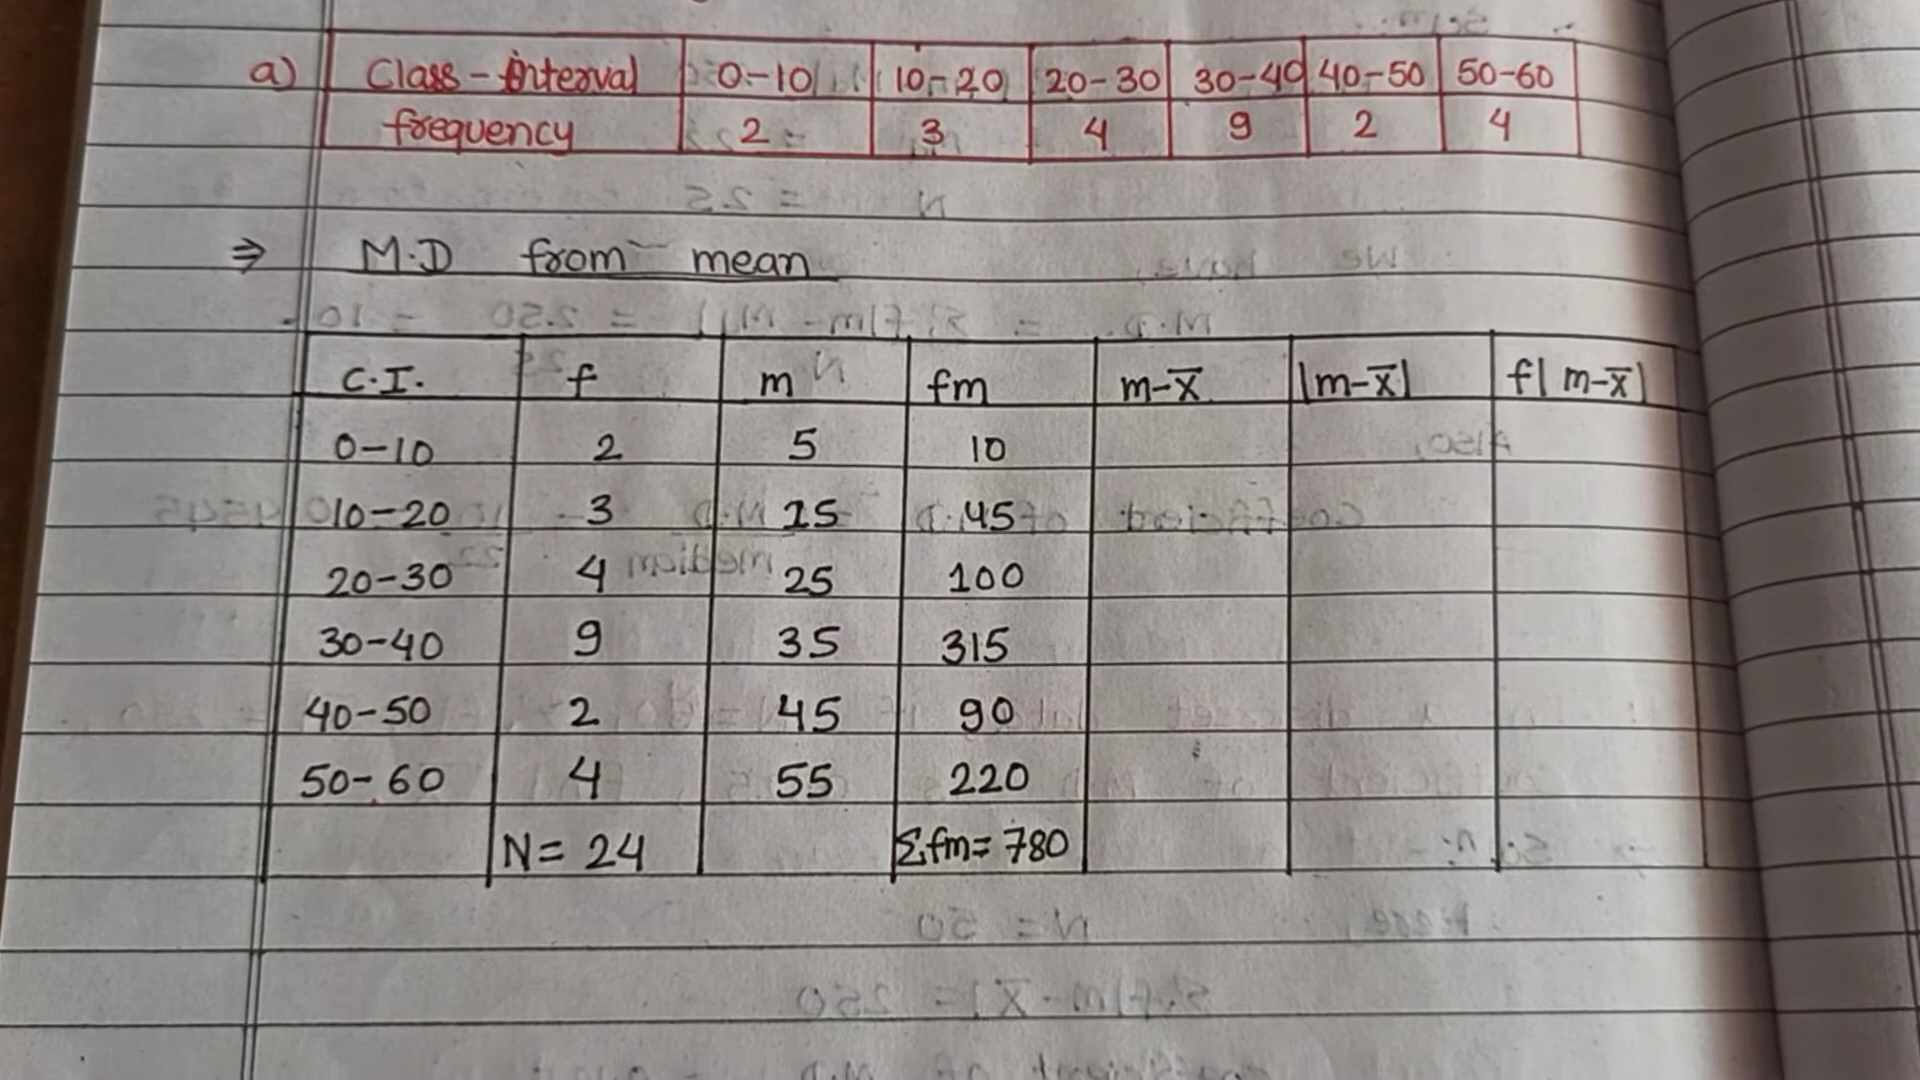 a) Class-interval 0-10 10-20 20-30 30-40 40-50 50-60
frequency 2 3 4 9 2 4
⇒ M.D from mean
C.I. f m fm m-x̅ |m-x̅| f|m-x̅|
0-10 2 5 10
10-20 3 15 45
20-30 4 25 100
30-40 9 35 315
40-50 2 45 90
50-60 4 55 220
N= 24 Σfm= 780